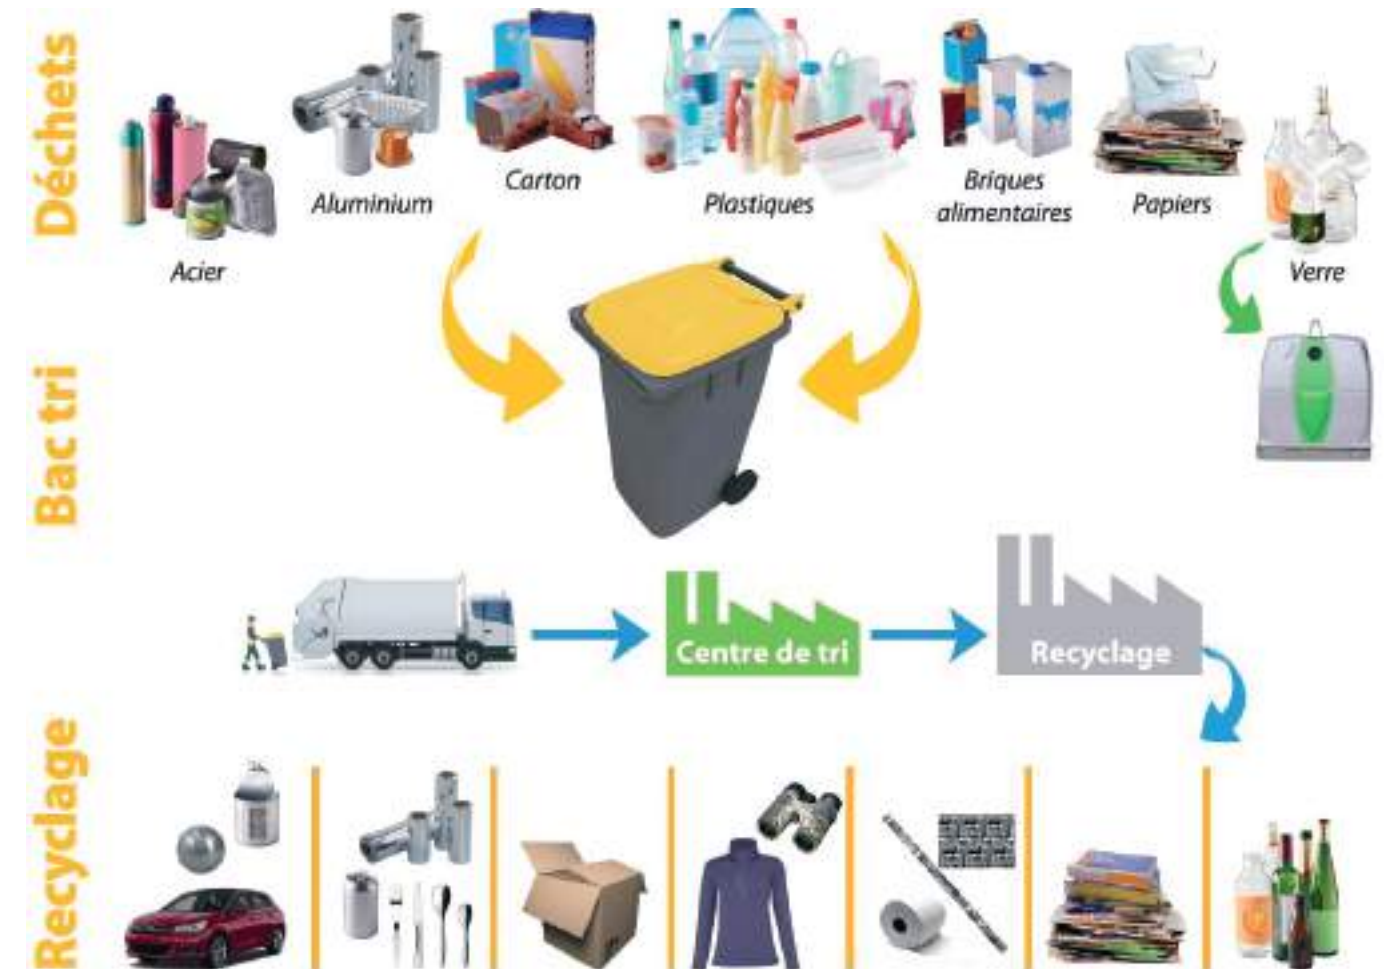 Déchets
Acier
Aluminium
Carton
Plastiques
Briques
alimentaires
Papiers
Verre
Bac tri
Centre de tri
Recyclage
Recyclage